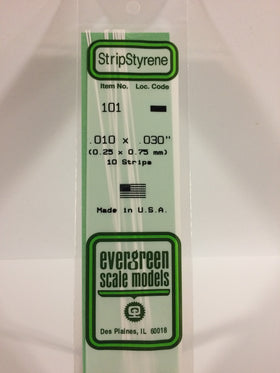 StripStyrene
Item No. Loc. Code
101
.010 x .030"
(0.25 x 0.75 mm)
10 Strips
Made in U.S.A.
evergreen
scale models
Des Plaines, IL 60018